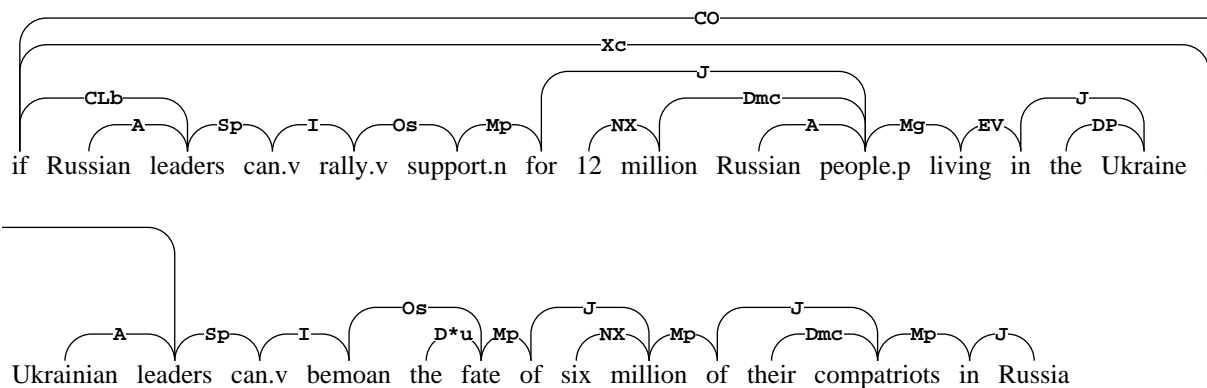 CO
Xc
J
CLb Dmc J
A Sp I Os Mp NX A Mg EV DP
if Russian leaders can.v rally.v support.n for 12 million Russian people.p living in the Ukraine
Os J J
A Sp I D*u Mp NX Mp Dmc Mp J
Ukrainian leaders can.v bemoan the fate of six million of their compatriots in Russia